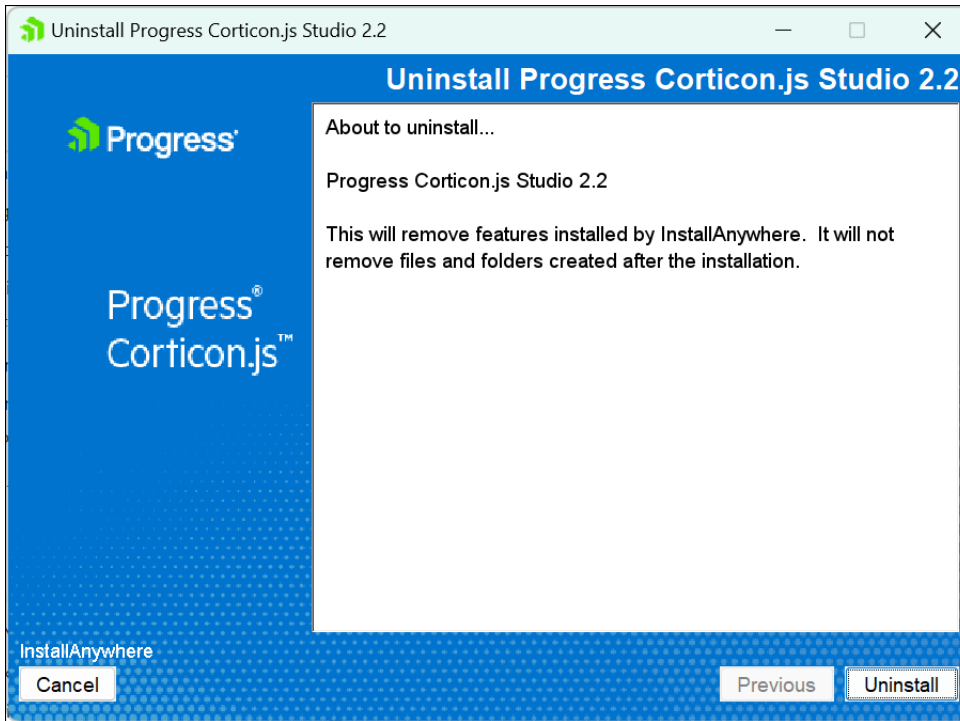 Uninstall Progress Corticon.js Studio 2.2
Uninstall Progress Corticon.js Studio 2.2
Progress
About to uninstall...
Progress Corticon.js Studio 2.2
This will remove features installed by InstallAnywhere.  It will not
remove files and folders created after the installation.
Progress®
Corticon.js™
InstallAnywhere
Cancel
Previous
Uninstall